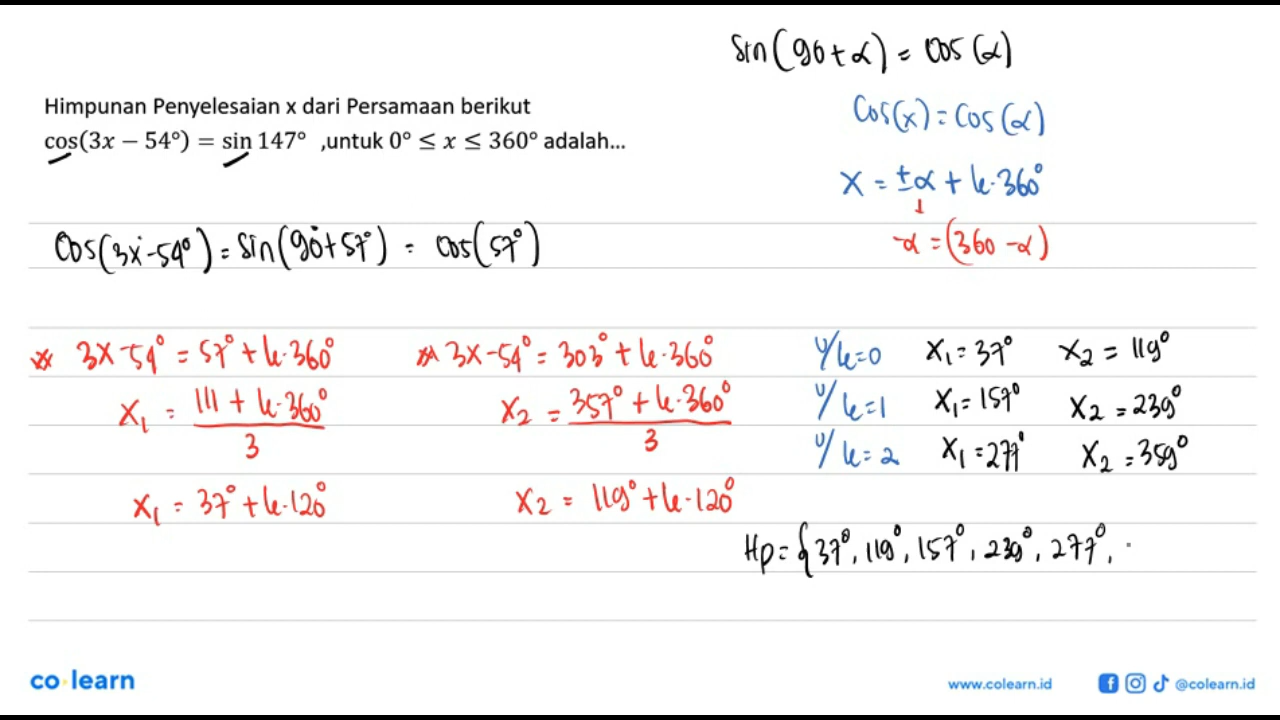 Himpunan Penyelesaian x dari Persamaan berikut
cos(3x − 54°) = sin 147° ,untuk 0° ≤ x ≤ 360° adalah...
Sin(90+α) = Cos(α)
Cos(x) = Cos(α)
x = ±α + k.360°
-α = (360 - α)
Cos(3x-54°) = Sin(90°+57°) = Cos(57°)
3x-54° = 57° + k.360°
x₁ = 111 + k.360°
3
x₁ = 37° + k.120°
3x-54° = 303° + k.360°
x₂ = 357° + k.360°
3
x₂ = 119° + k.120°
u/k=0 x₁ = 37° x₂ = 119°
u/k=1 x₁ = 157° x₂ = 239°
u/k=2 x₁ = 277° x₂ = 359°
Hp = {37°, 119°, 157°, 239°, 277°,
co learn
www.colearn.id
@colearn.id